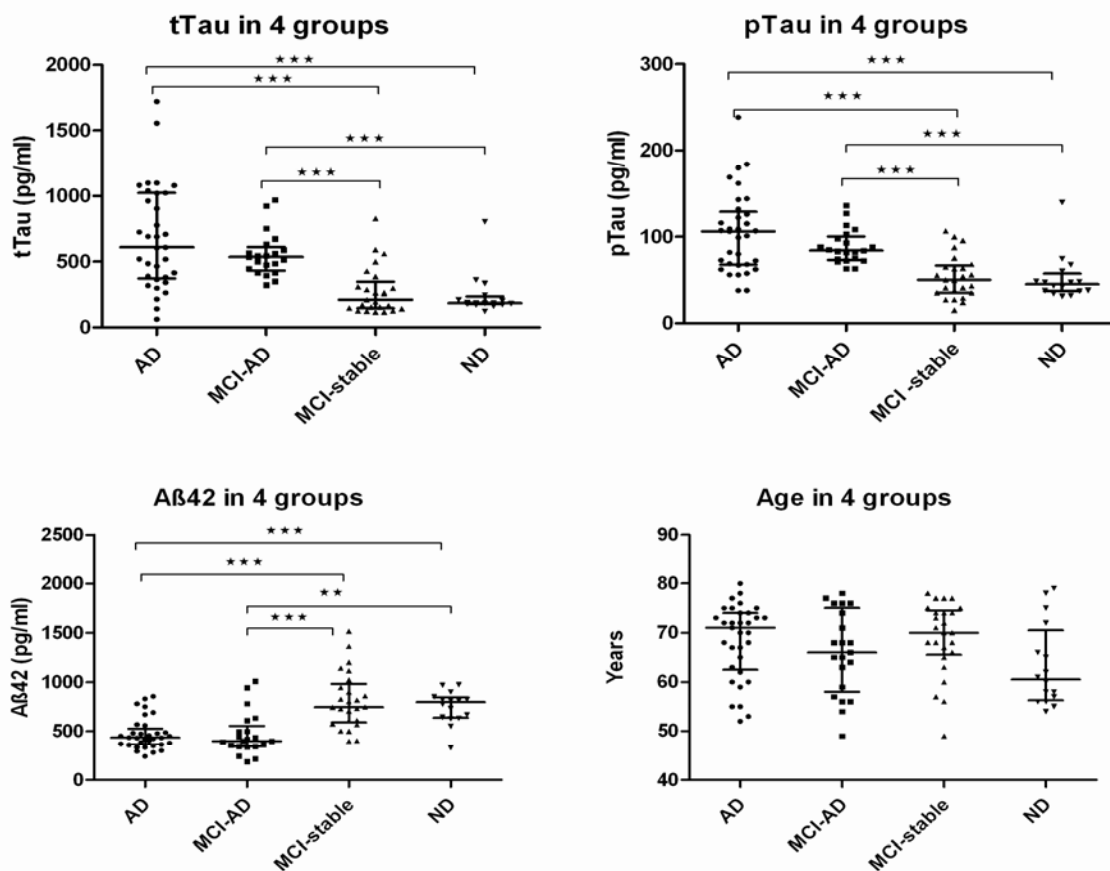 tTau in 4 groups
★★★
★★★
★★★
★★★
2000
1500
1000
500
0
tTau (pg/ml)
AD
MCI-AD
MCI-stable
ND
pTau in 4 groups
★★★
★★★
★★★
★★★
300
200
100
0
pTau (pg/ml)
AD
MCI-AD
MCI -stable
ND
Aß42 in 4 groups
★★★
★★★
★★
★★★
2500
2000
1500
1000
500
0
Aß42 (pg/ml)
AD
MCI-AD
MCI-stable
ND
Age in 4 groups
90
80
70
60
50
40
Years
AD
MCI-AD
MCI-stable
ND